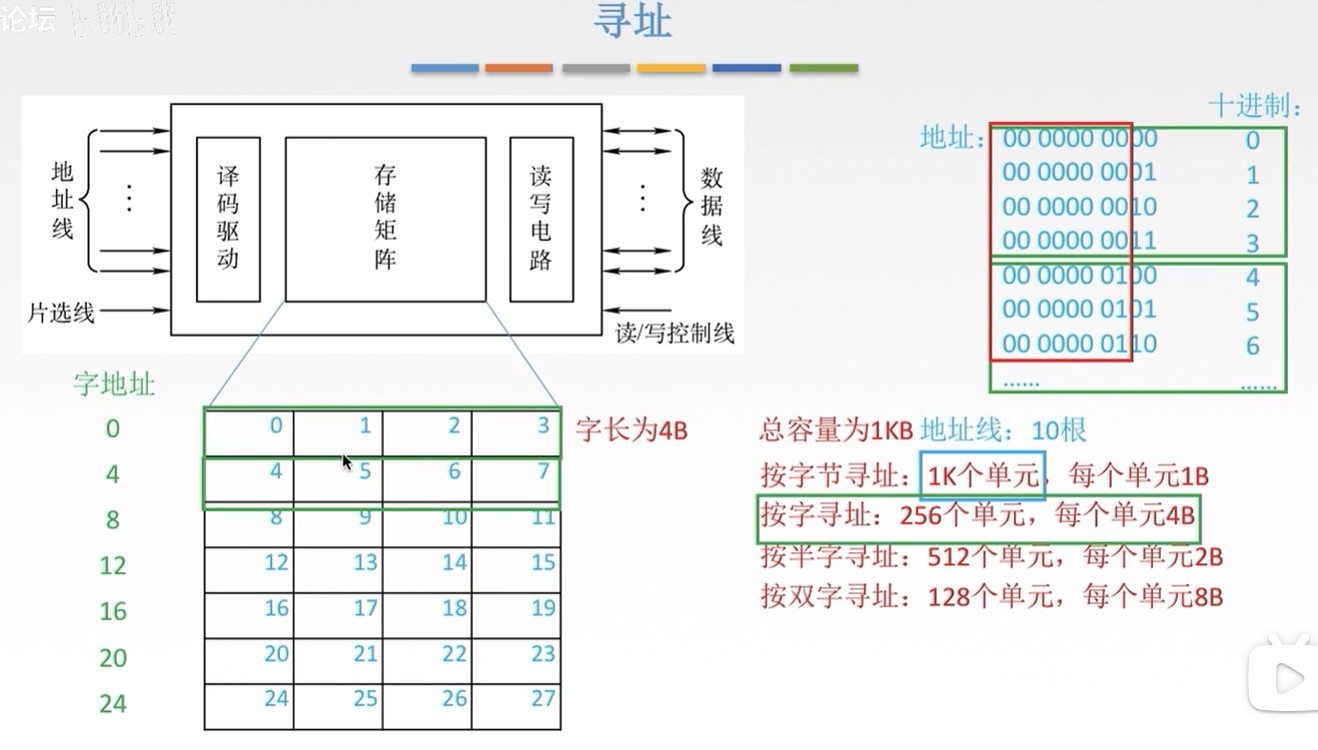 论坛 bilibili
寻址
地址线
⋮
片选线
译码驱动
存储矩阵
读写电路
⋮
数据线
读/写控制线
十进制:
地址: 00 0000 0000 0
00 0000 0001 1
00 0000 0010 2
00 0000 0011 3
00 0000 0100 4
00 0000 0101 5
00 0000 0110 6
...... ......
字地址
0 0 1 2 3 字长为4B
4 4 5 6 7
8 8 9 10 11
12 12 13 14 15
16 16 17 18 19
20 20 21 22 23
24 24 25 26 27
总容量为1KB 地址线：10根
按字节寻址：1K个单元，每个单元1B
按字寻址：256个单元，每个单元4B
按半字寻址：512个单元，每个单元2B
按双字寻址：128个单元，每个单元8B